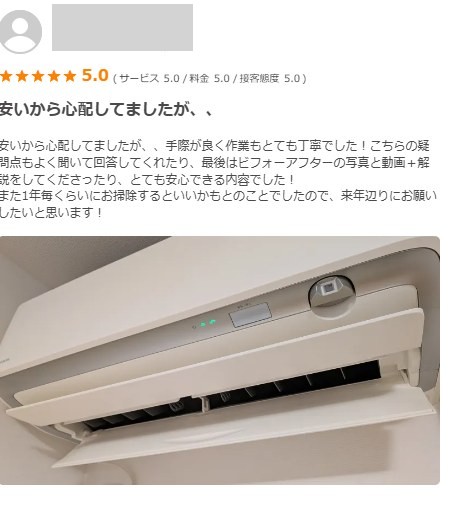 ★★★★★ 5.0 ( サービス 5.0 / 料金 5.0 / 接客態度 5.0 )
安いから心配してましたが、、
安いから心配してましたが、、手際が良く作業もとても丁寧でした！こちらの疑
問点もよく聞いて回答してくれたり、最後はビフォーアフターの写真と動画＋解
説をしてくださったり、とても安心できる内容でした！
また1年毎くらいにお掃除するといいかもとのことでしたので、来年辺りにお願い
したいと思います！